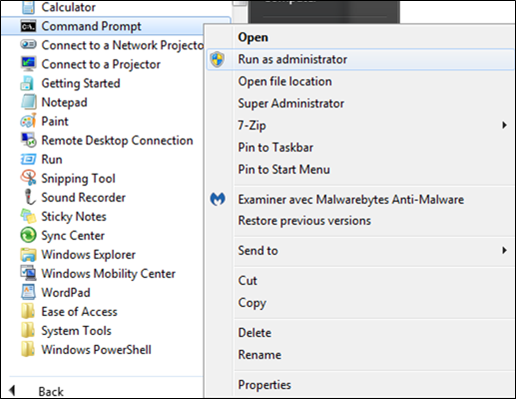 Calculator
Command Prompt
Connect to a Network Projecto
Connect to a Projector
Getting Started
Notepad
Paint
Remote Desktop Connection
Run
Snipping Tool
Sound Recorder
Sticky Notes
Sync Center
Windows Explorer
Windows Mobility Center
WordPad
Ease of Access
System Tools
Windows PowerShell
Back
Open
Run as administrator
Open file location
Super Administrator
7-Zip
Pin to Taskbar
Pin to Start Menu
Examiner avec Malwarebytes Anti-Malware
Restore previous versions
Send to
Cut
Copy
Delete
Rename
Properties